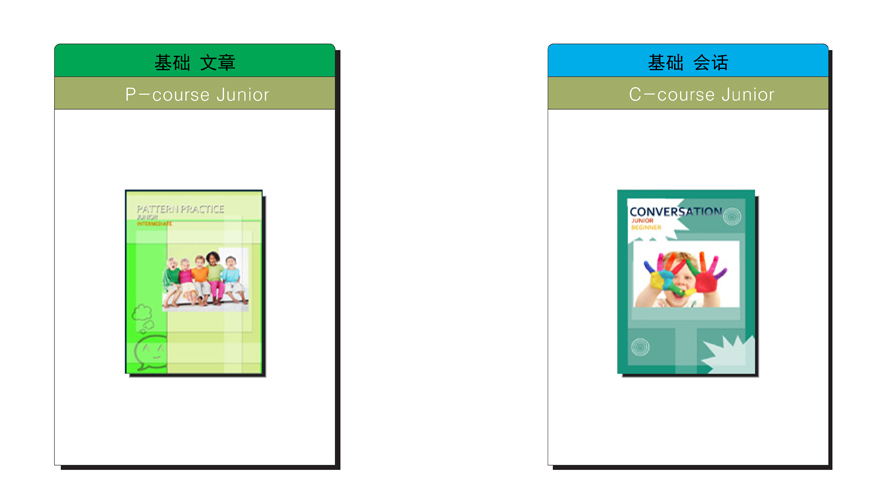 基础 文章
P-course Junior
PATTERN PRACTICE
JUNIOR
INTERMEDIATE
基础 会话
C-course Junior
CONVERSATION
JUNIOR
BEGINNER